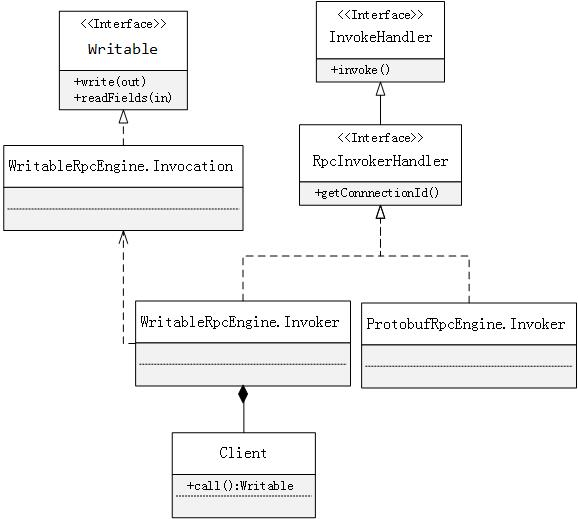 <<Interface>>
Writable
+write(out)
+readFields(in)
<<Interface>>
InvokeHandler
+invoke()
<<Interface>>
RpcInvokerHandler
+getConnnectionId()
WritableRpcEngine.Invocation
WritableRpcEngine.Invoker
ProtobufRpcEngine.Invoker
Client
+call():Writable